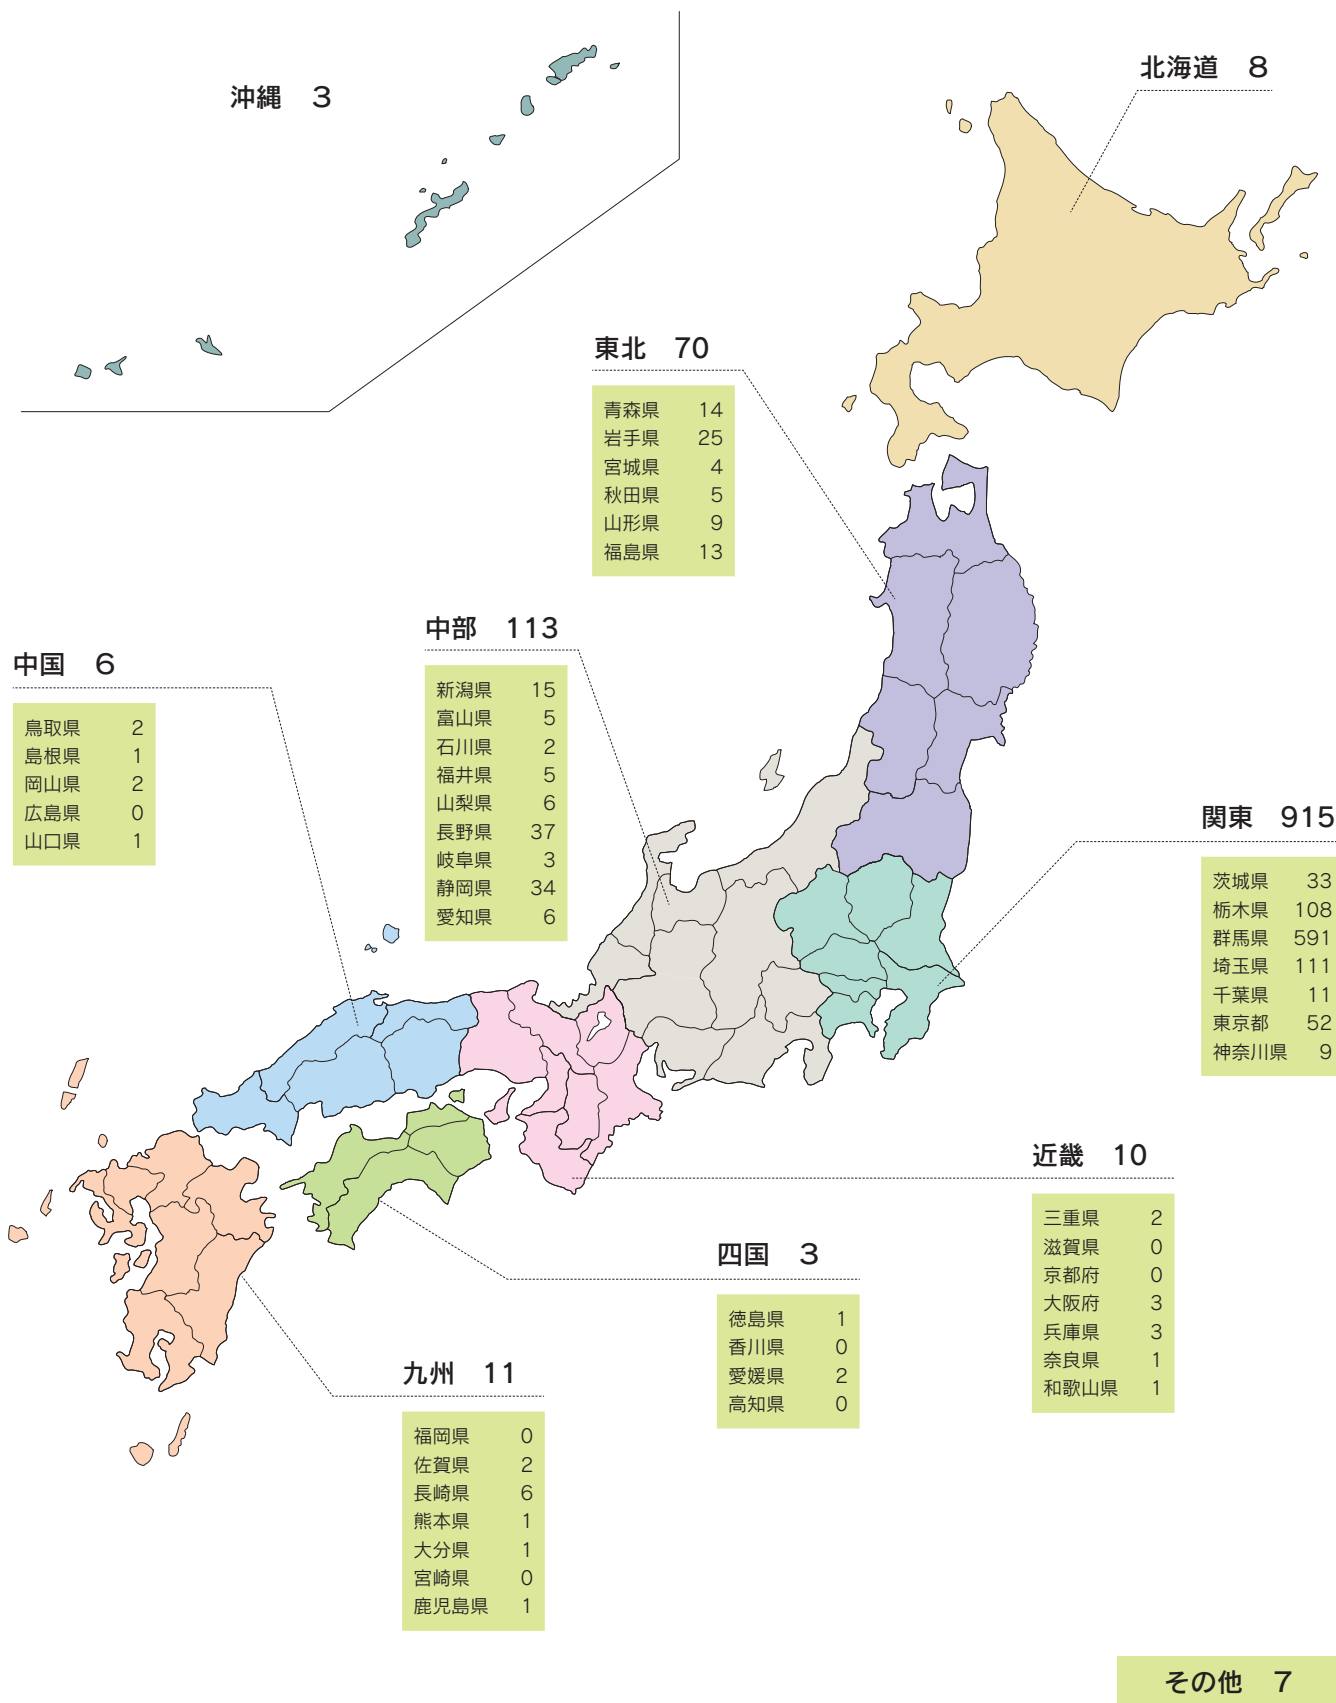 沖縄　3
北海道　8
東北　70
青森県　14
岩手県　25
宮城県　4
秋田県　5
山形県　9
福島県　13
中部　113
新潟県　15
富山県　5
石川県　2
福井県　5
山梨県　6
長野県　37
岐阜県　3
静岡県　34
愛知県　6
中国　6
鳥取県　2
島根県　1
岡山県　2
広島県　0
山口県　1
関東　915
茨城県　33
栃木県　108
群馬県　591
埼玉県　111
千葉県　11
東京都　52
神奈川県　9
近畿　10
三重県　2
滋賀県　0
京都府　0
大阪府　3
兵庫県　3
奈良県　1
和歌山県　1
四国　3
徳島県　1
香川県　0
愛媛県　2
高知県　0
九州　11
福岡県　0
佐賀県　2
長崎県　6
熊本県　1
大分県　1
宮崎県　0
鹿児島県　1
その他　7